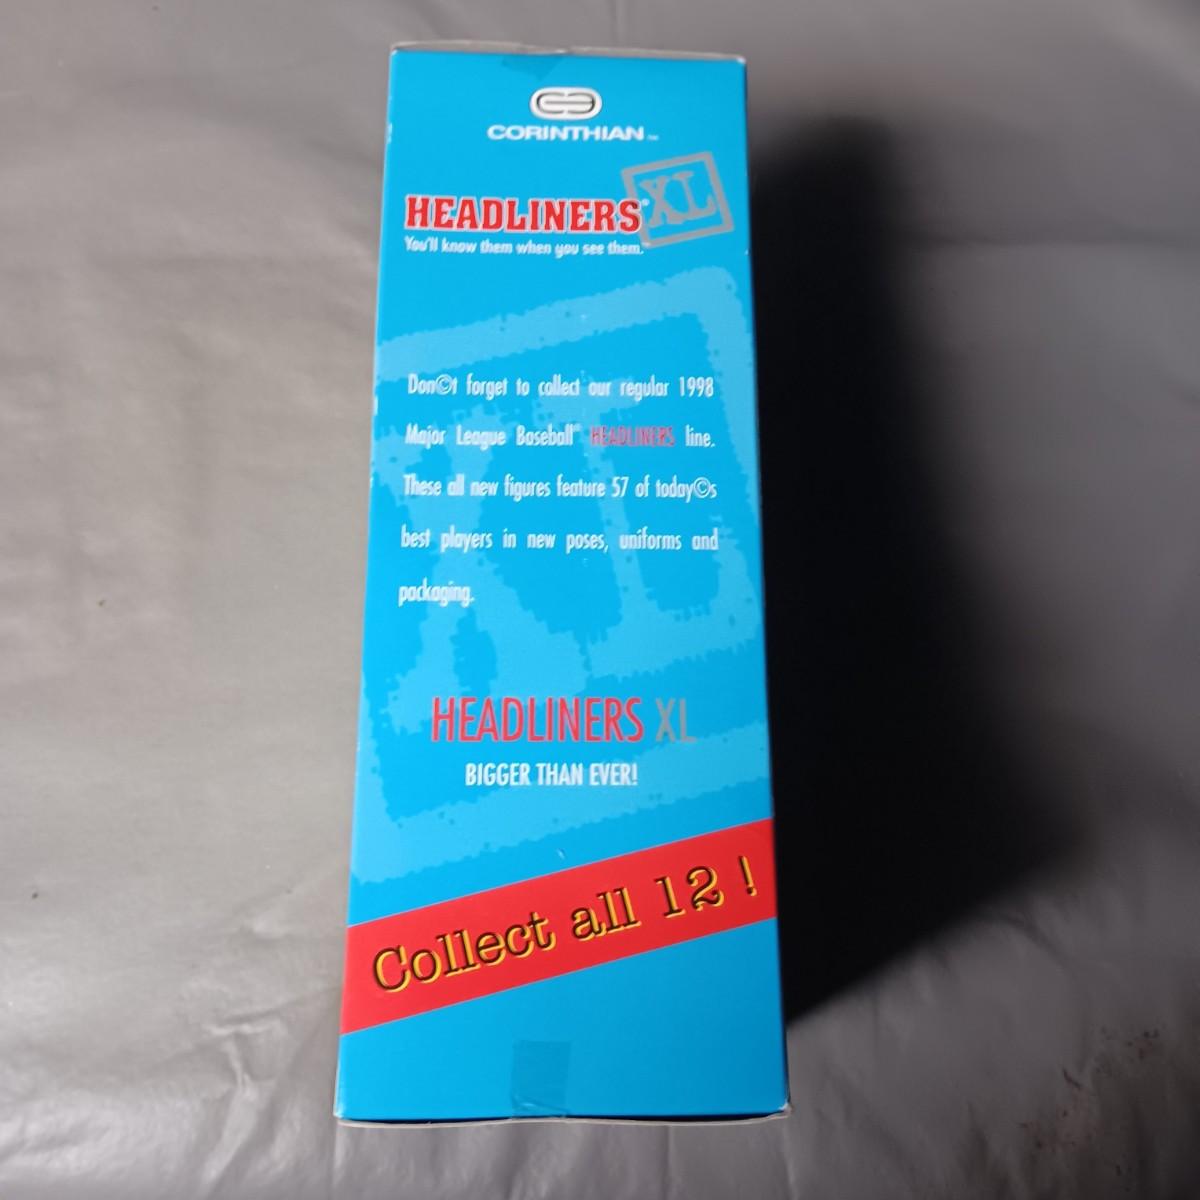 CORINTHIAN™
HEADLINERS® XL
You'll know them when you see them.™
Don©t forget to collect our regular 1998
Major League Baseball® HEADLINERS line.
These all new figures feature 57 of today©s
best players in new poses, uniforms and
packaging.
HEADLINERS XL
BIGGER THAN EVER!
Collect all 12 !